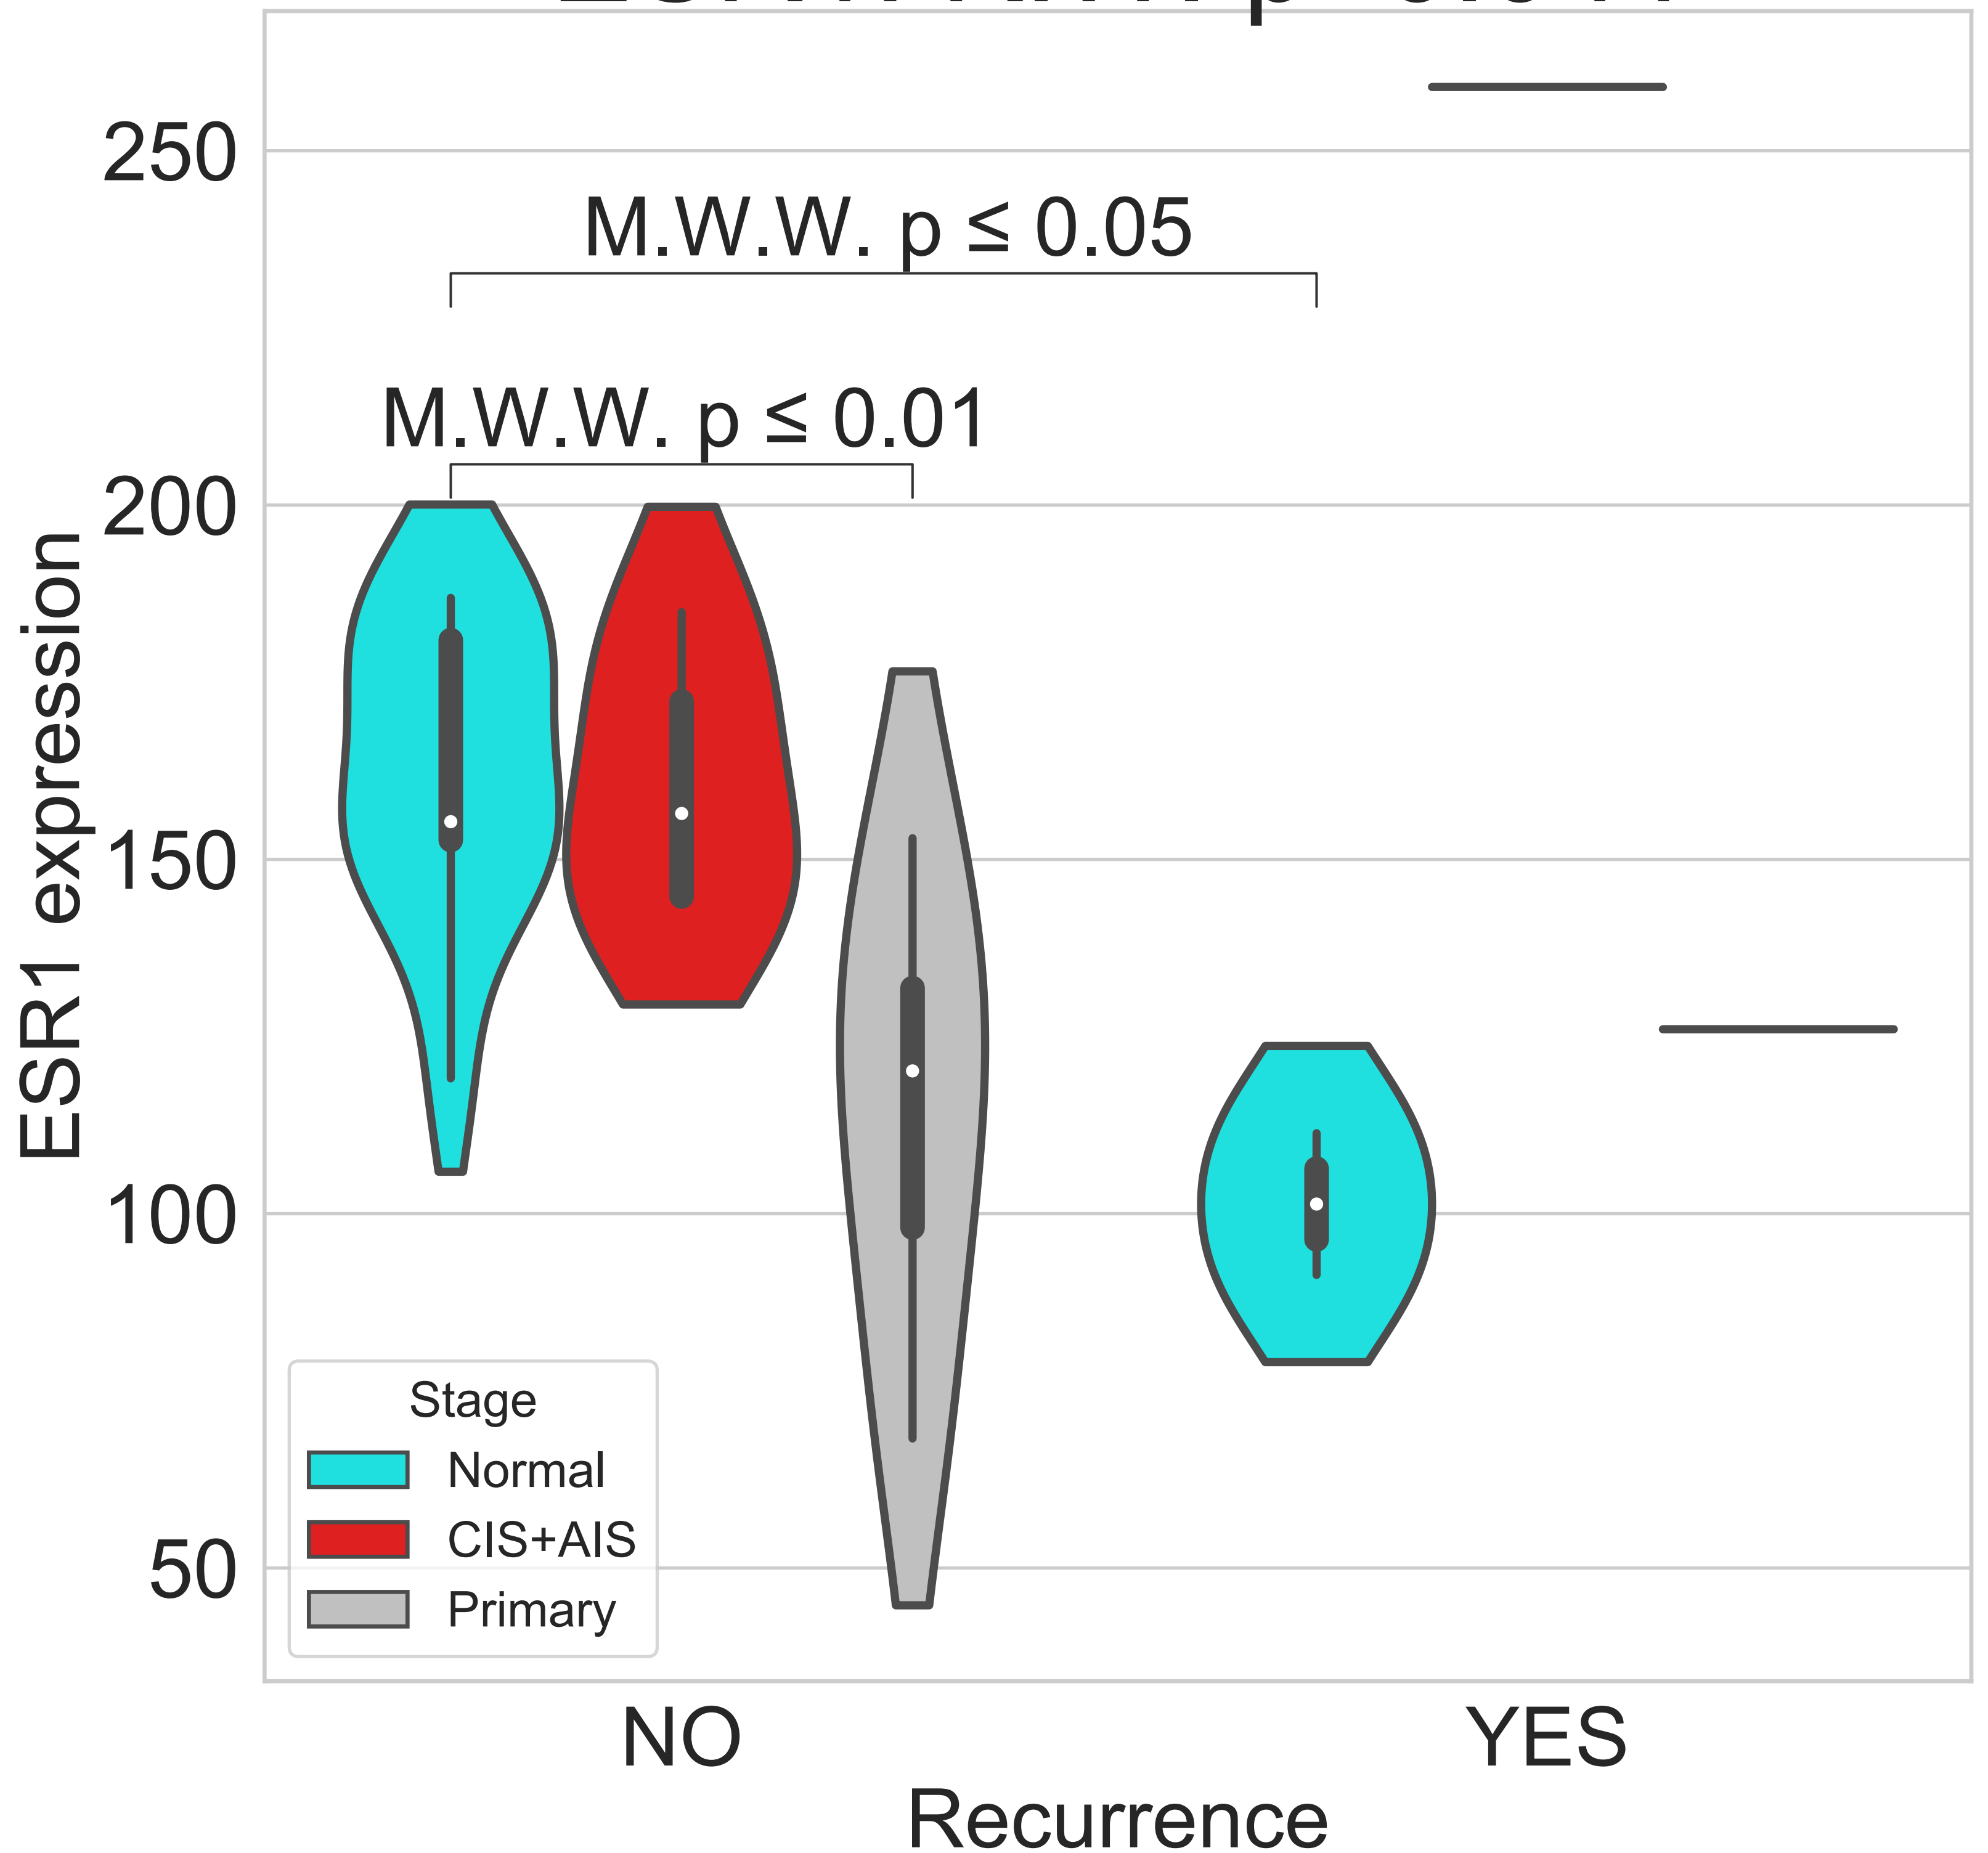 250
M.W.W. p ≤ 0.05
M.W.W. p ≤ 0.01
200
150
100
50
ESR1 expression
Stage
Normal
CIS+AIS
Primary
NO
YES
Recurrence